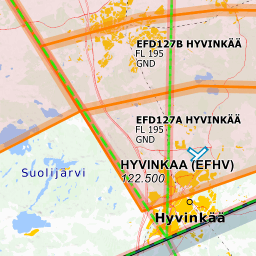 EFD127B HYVINKÄÄ
FL 195
GND
EFD127A HYVINKÄÄ
FL 195
GND
HYVINKAA (EFHV)
122.500
Suolijärvi
Hyvinkää